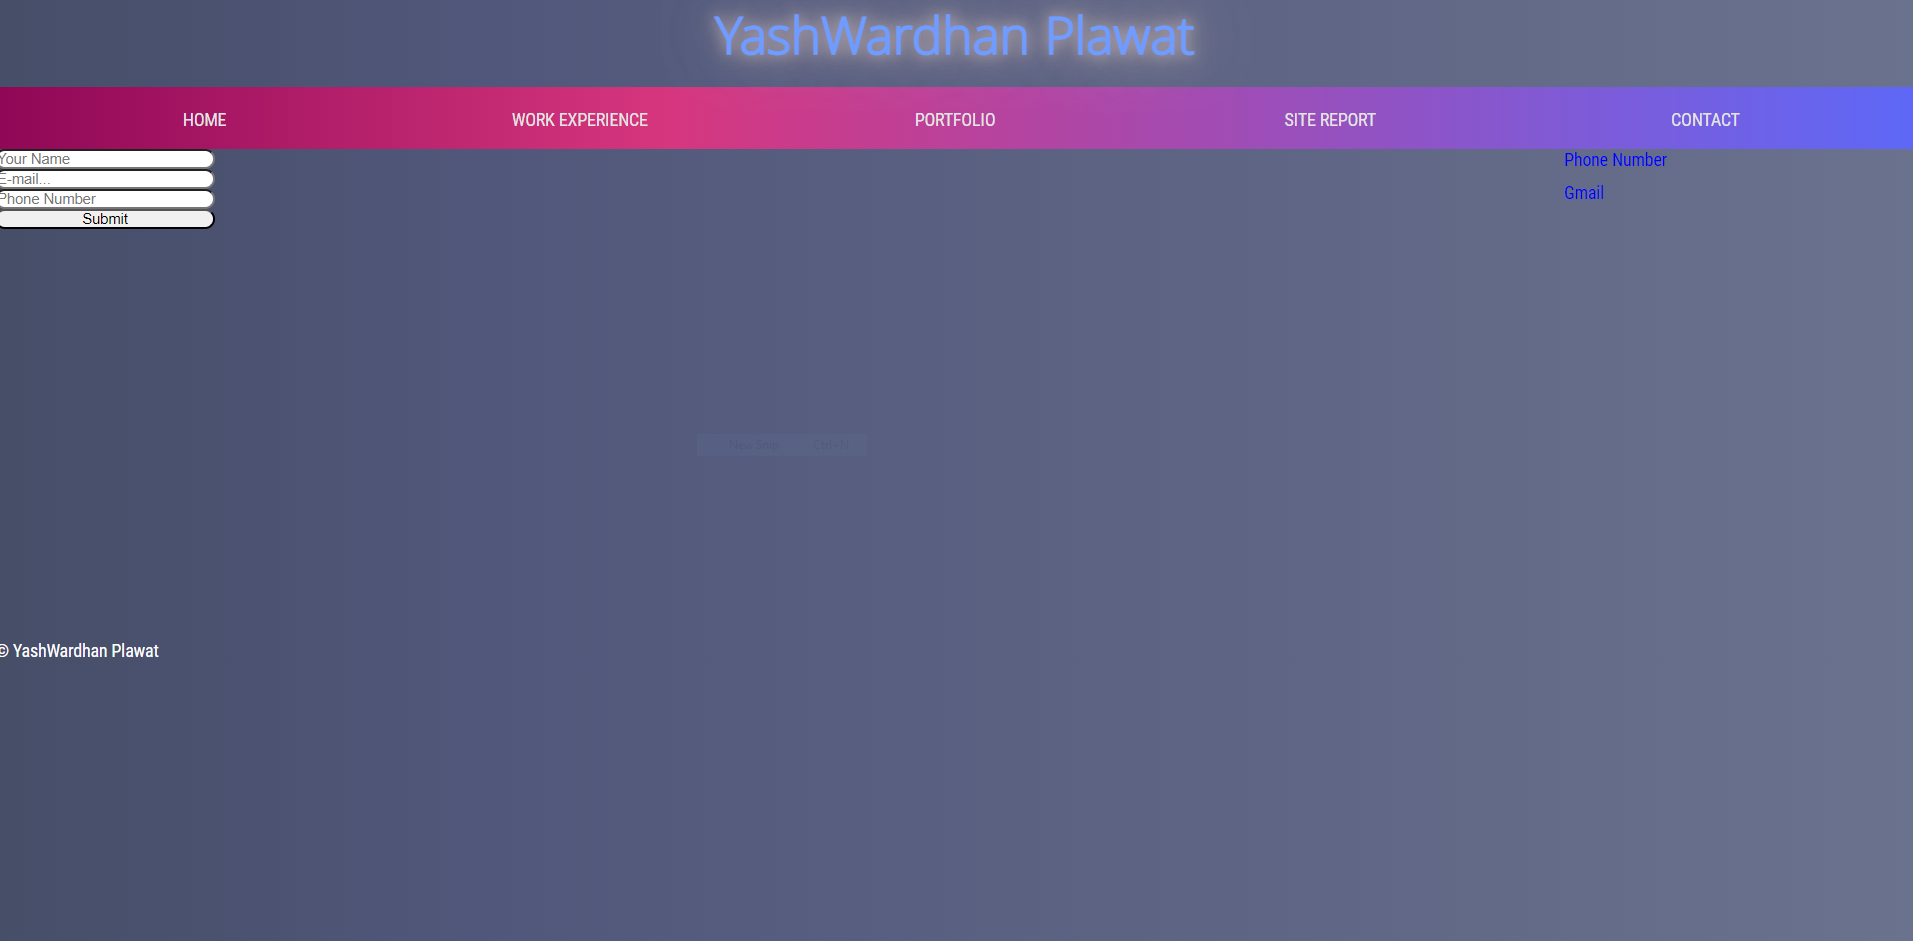 YashWardhan Plawat
HOME WORK EXPERIENCE PORTFOLIO SITE REPORT CONTACT
Your Name
E-mail...
Phone Number
Submit
Phone Number
Gmail
New Snip Ctrl+N
© YashWardhan Plawat